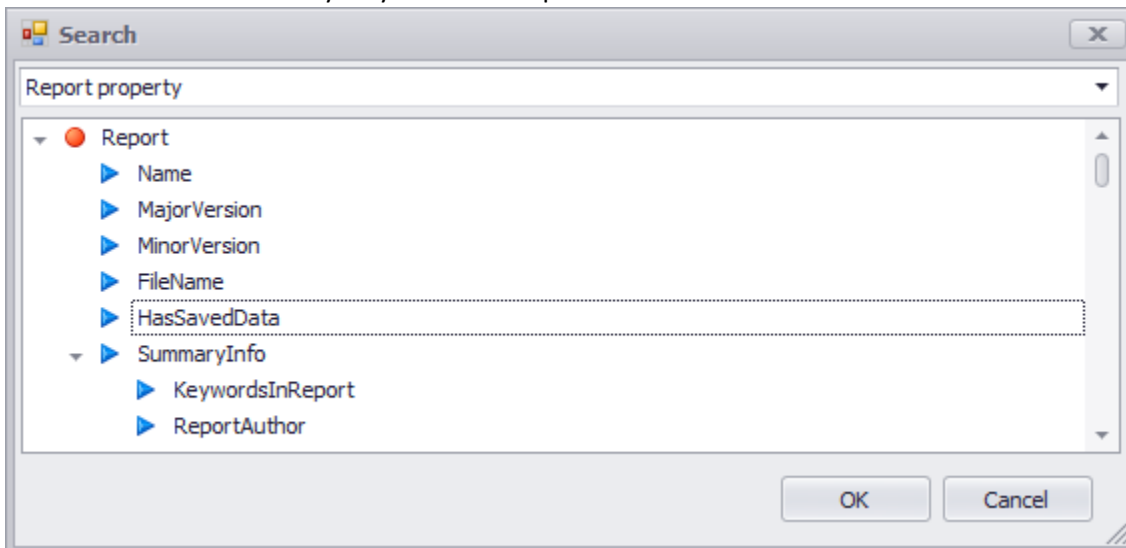 Search
Report property
Report
Name
MajorVersion
MinorVersion
FileName
HasSavedData
SummaryInfo
KeywordsInReport
ReportAuthor
OK Cancel